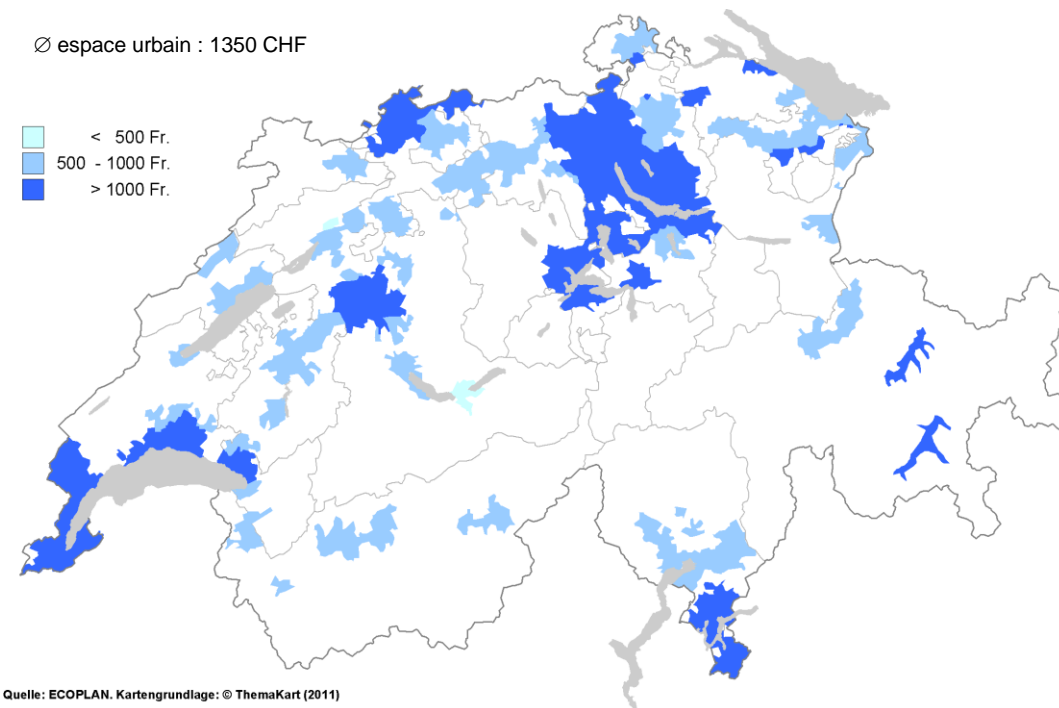 ∅ espace urbain : 1350 CHF
< 500 Fr.
500 - 1000 Fr.
> 1000 Fr.
Quelle: ECOPLAN. Kartengrundlage: © ThemaKart (2011)